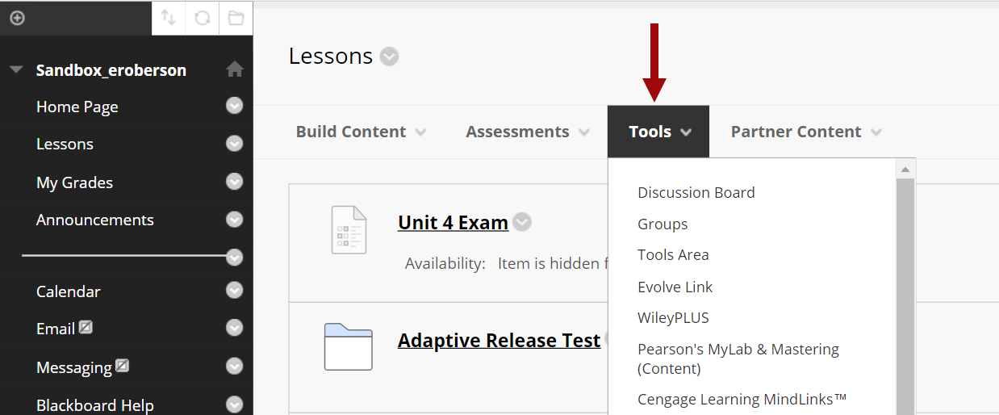 Sandbox_eroberson
Home Page
Lessons
My Grades
Announcements
Calendar
Email
Messaging
Blackboard Help
Lessons
Build Content
Assessments
Tools
Partner Content
Unit 4 Exam
Availability: Item is hidden f
Adaptive Release Test
Discussion Board
Groups
Tools Area
Evolve Link
WileyPLUS
Pearson's MyLab & Mastering
(Content)
Cengage Learning MindLinks™